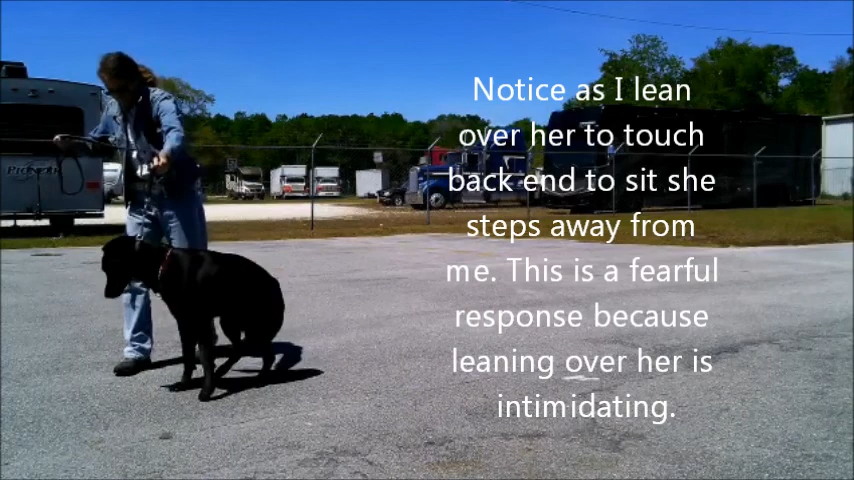 Notice as I lean
over her to touch
back end to sit she
steps away from
me. This is a fearful
response because
leaning over her is
intimidating.
PIONEER